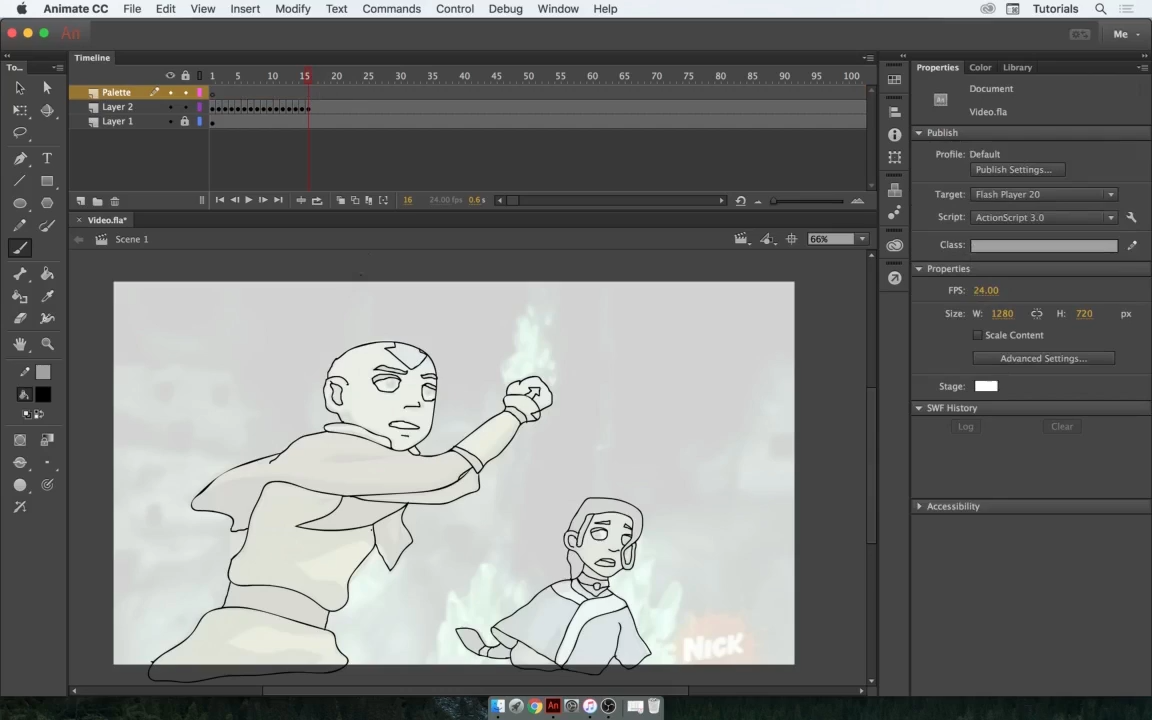 Animate CC File Edit View Insert Modify Text Commands Control Debug Window Help Tutorials
An Me
To... Timeline Properties Color Library
1 5 10 15 20 25 30 35 40 45 50 55 60 65 70 75 80 85 90 95 100
Palette
Layer 2
Layer 1
16 24.00 fps 0.6 s
Video.fla*
Scene 1 66%
Document
Video.fla
Publish
Profile: Default
Publish Settings...
Target: Flash Player 20
Script: ActionScript 3.0
Class:
Properties
FPS: 24.00
Size: W: 1280 H: 720 px
Scale Content
Advanced Settings...
Stage:
SWF History
Log Clear
Accessibility
NICK